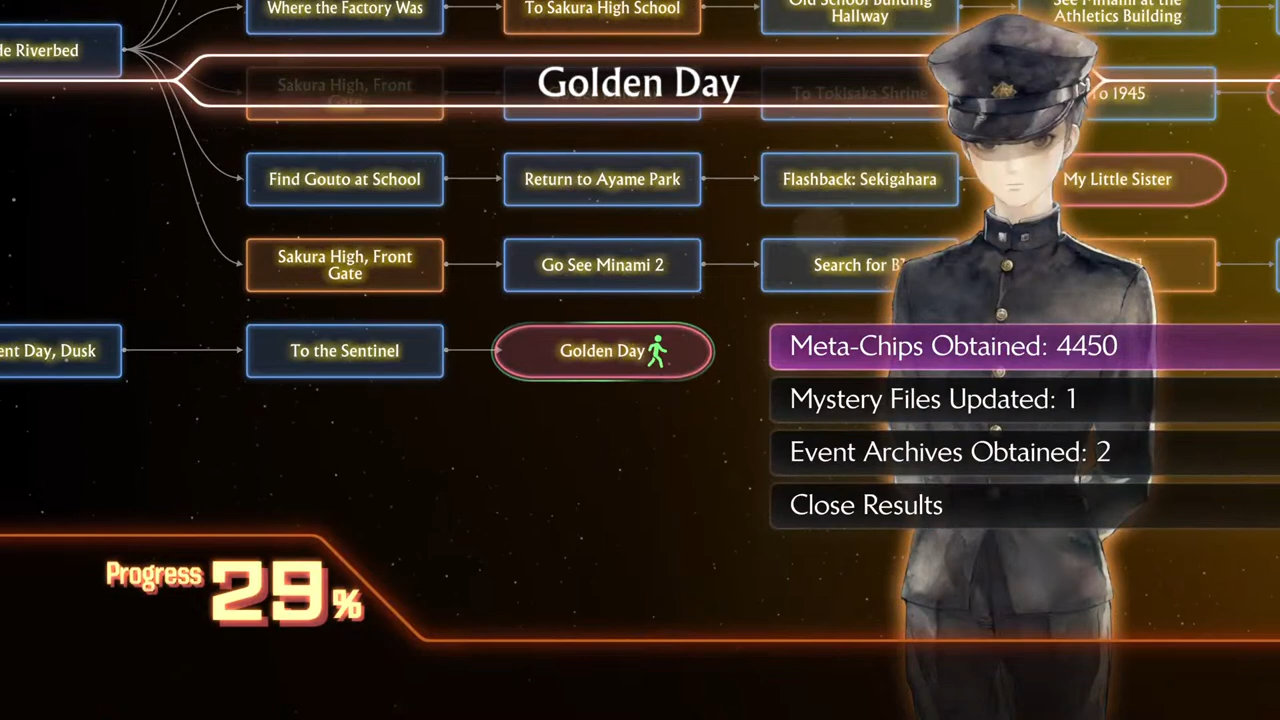 Where the Factory Was
To Sakura High School
Old School Building
Hallway
See Minami at the
Athletics Building
Riverbed
Golden Day
Sakura High, Front
Gate
To Tokisaka Shrine
To 1945
Find Gouto at School
Return to Ayame Park
Flashback: Sekigahara
My Little Sister
Sakura High, Front
Gate
Go See Minami 2
Search for
ent Day, Dusk
To the Sentinel
Golden Day
Meta-Chips Obtained: 4450
Mystery Files Updated: 1
Event Archives Obtained: 2
Close Results
Progress 29%